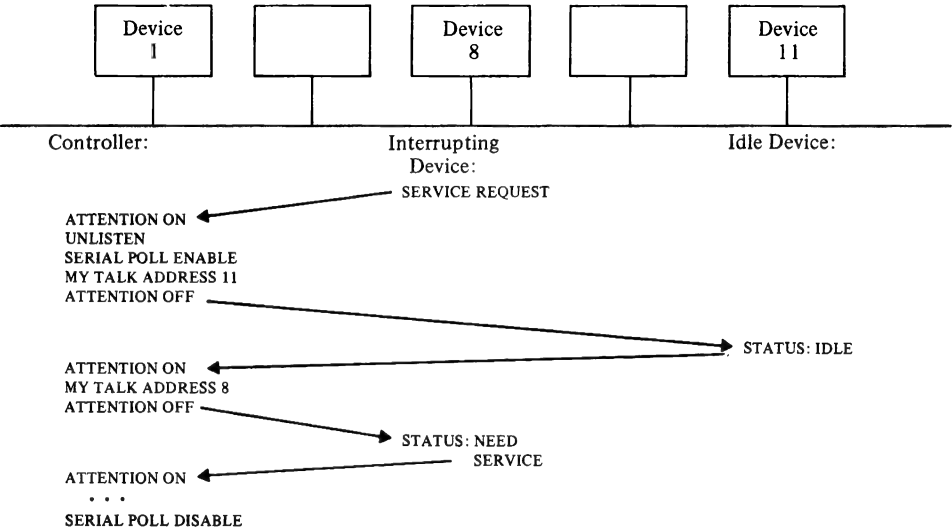 Device
1
Device
8
Device
11
Controller:
Interrupting
Device:
Idle Device:
SERVICE REQUEST
ATTENTION ON
UNLISTEN
SERIAL POLL ENABLE
MY TALK ADDRESS 11
ATTENTION OFF
STATUS: IDLE
ATTENTION ON
MY TALK ADDRESS 8
ATTENTION OFF
STATUS: NEED
SERVICE
ATTENTION ON
. . .
SERIAL POLL DISABLE